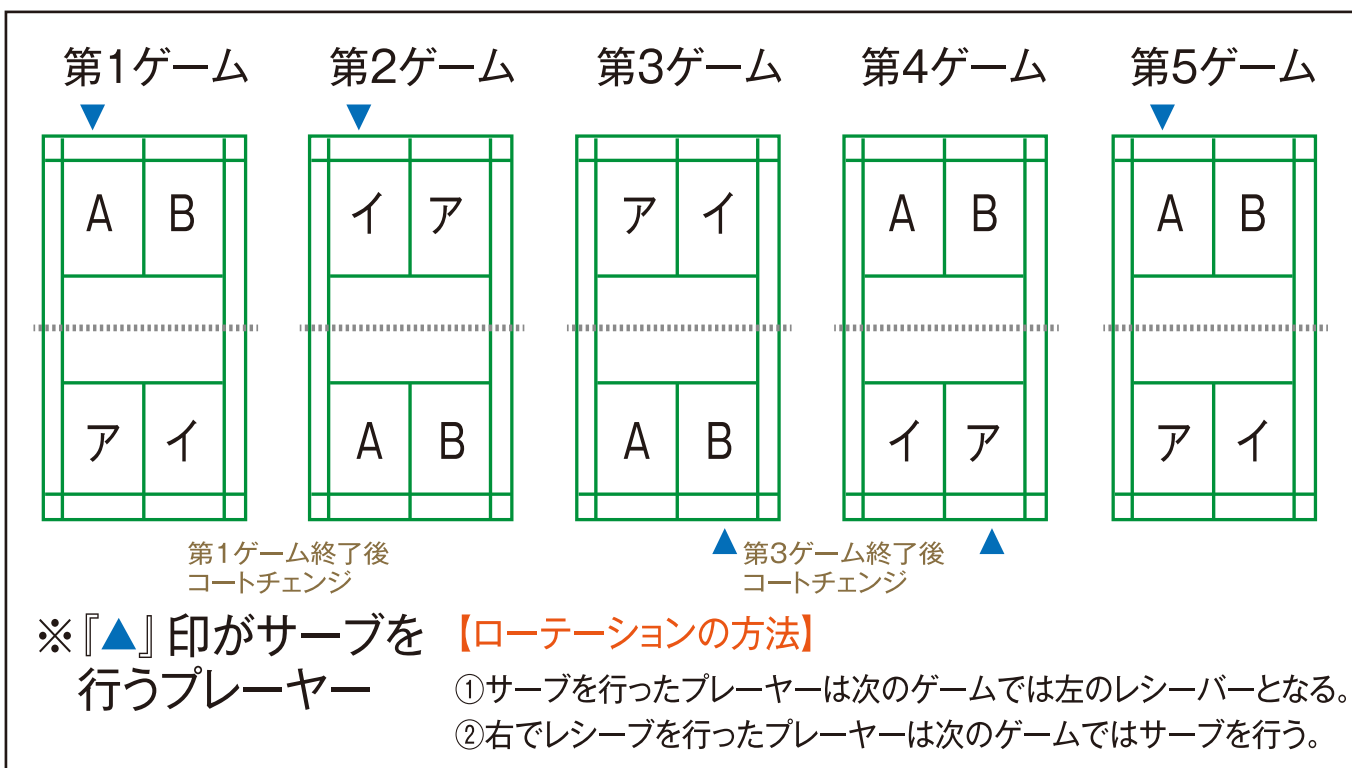 第1ゲーム 第2ゲーム 第3ゲーム 第4ゲーム 第5ゲーム
▼ ▼ ▼
A B イ ア ア イ A B A B
ア イ A B A B イ ア ア イ
▲ ▲
第1ゲーム終了後
コートチェンジ
第3ゲーム終了後
コートチェンジ
※『▲』印がサーブを
行うプレーヤー
【ローテーションの方法】
①サーブを行ったプレーヤーは次のゲームでは左のレシーバーとなる。
②右でレシーブを行ったプレーヤーは次のゲームではサーブを行う。